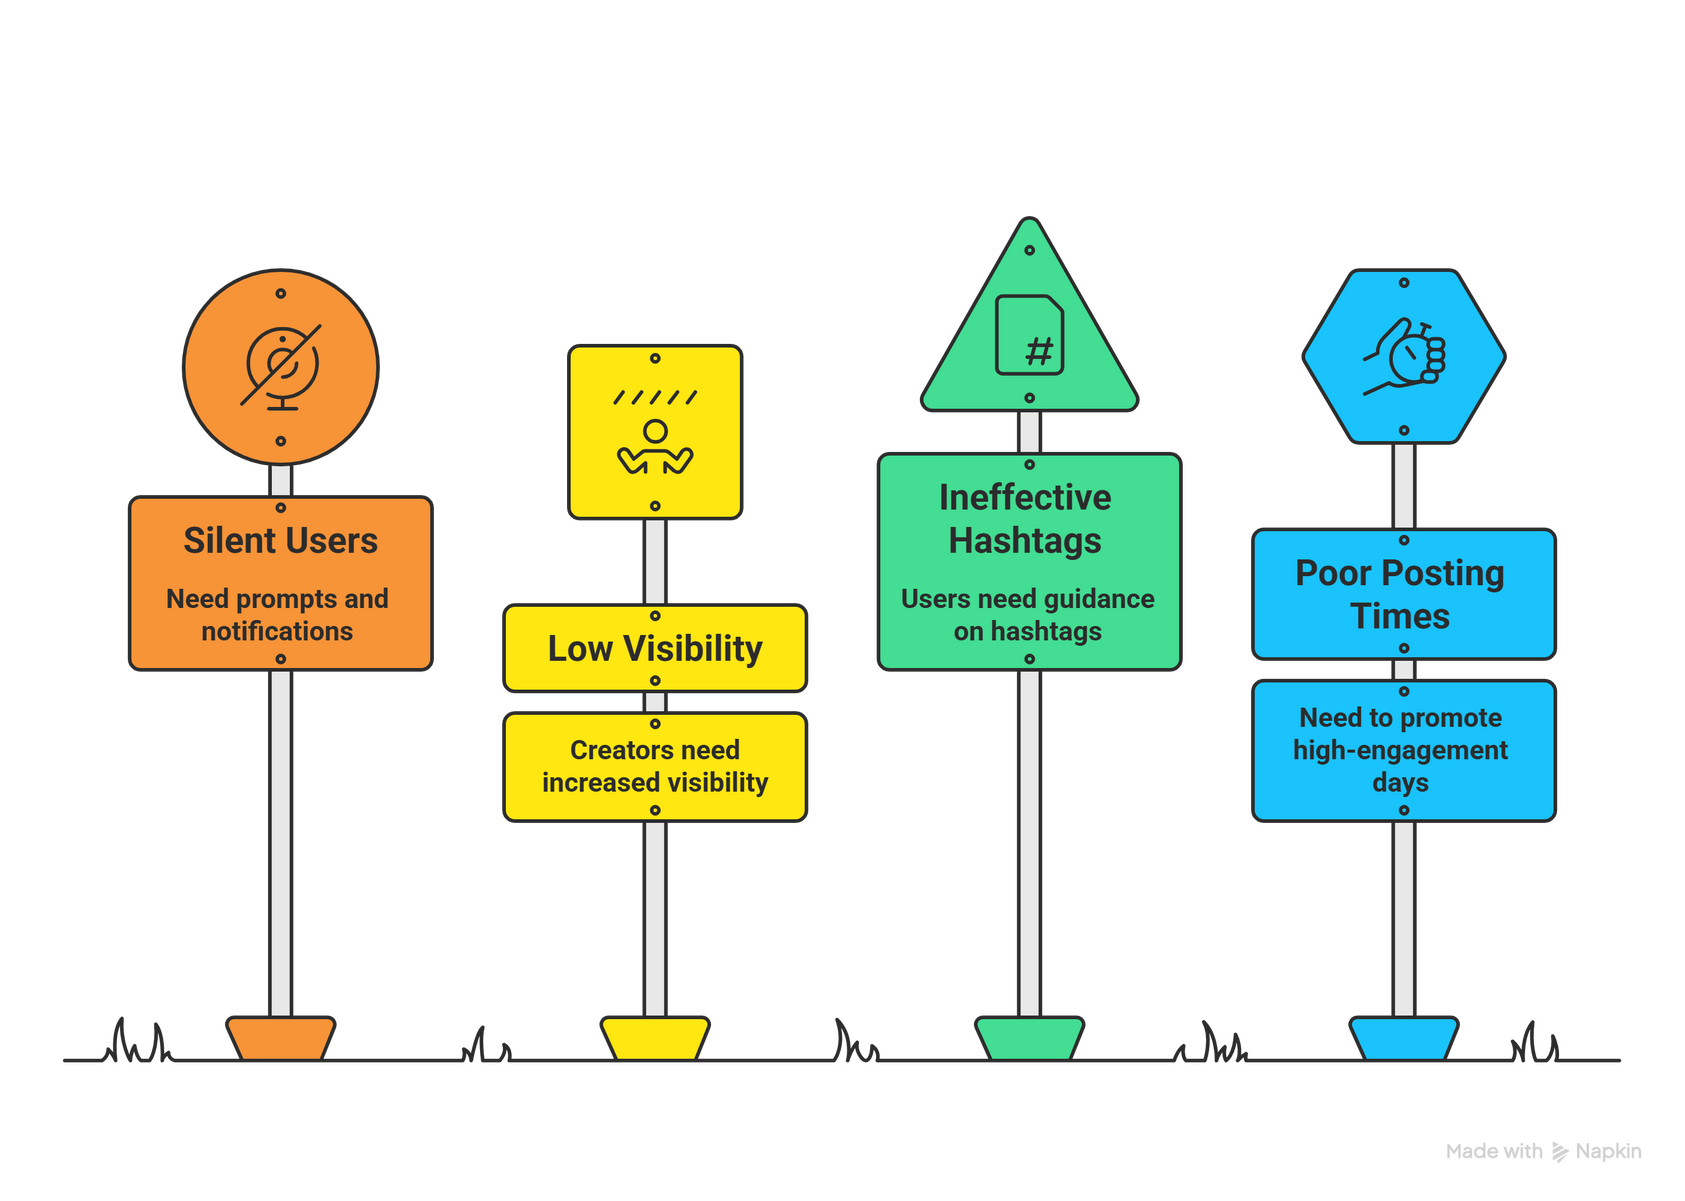 Silent Users
Need prompts and
notifications
Low Visibility
Creators need
increased visibility
#
Ineffective
Hashtags
Users need guidance
on hashtags
Poor Posting
Times
Need to promote
high-engagement
days
Made with Napkin